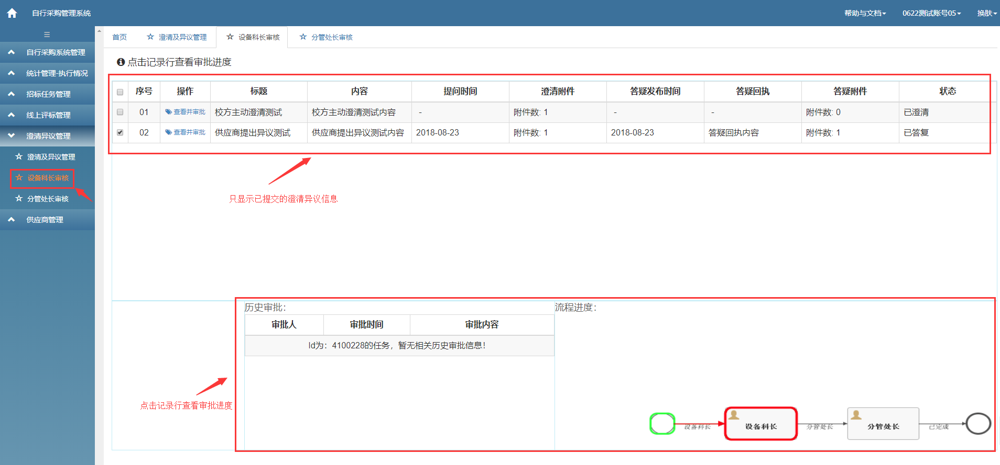 自行采购管理系统
帮助与文档
0622测试账号05
换肤
自行采购系统管理
统计管理-执行情况
招标任务管理
线上评标管理
澄清异议管理
澄清及异议管理
设备科长审核
分管处长审核
供应商管理
首页
澄清及异议管理
设备科长审核
分管处长审核
点击记录行查看审批进度
序号 操作 标题 内容 提问时间 澄清附件 答疑发布时间 答疑回执 答疑附件 状态
01 查看并审批 校方主动澄清测试 校方主动澄清测试内容 - 附件数: 1 - - 附件数: 0 已澄清
02 查看并审批 供应商提出异议测试 供应商提出异议测试内容 2018-08-23 附件数: 1 2018-08-23 答疑回执内容 附件数: 1 已答复
只显示已提交的澄清异议信息
历史审批:
审批人 审批时间 审批内容
Id为：4100228的任务，暂无相关历史审批信息！
点击记录行查看审批进度
流程进度:
设备科长
设备科长
分管处长
分管处长
已完成